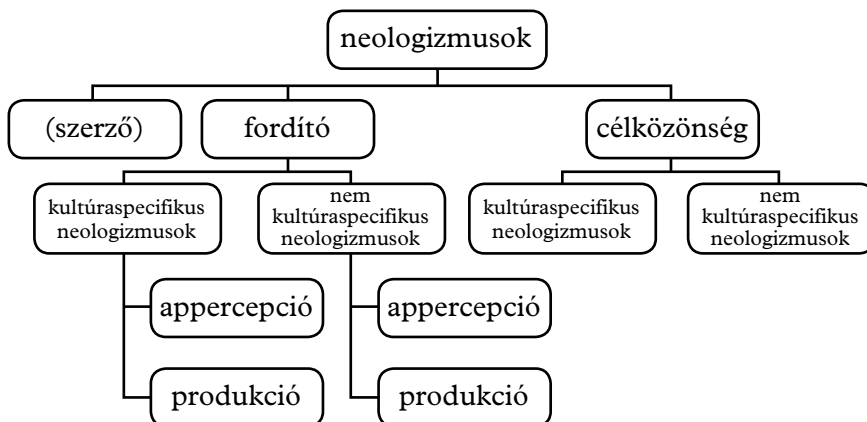 neologizmusok
(szerző)
fordító
célközönség
kultúraspecifikus
neologizmusok
nem
kultúraspecifikus
neologizmusok
kultúraspecifikus
neologizmusok
nem
kultúraspecifikus
neologizmusok
appercepció
appercepció
produkció
produkció